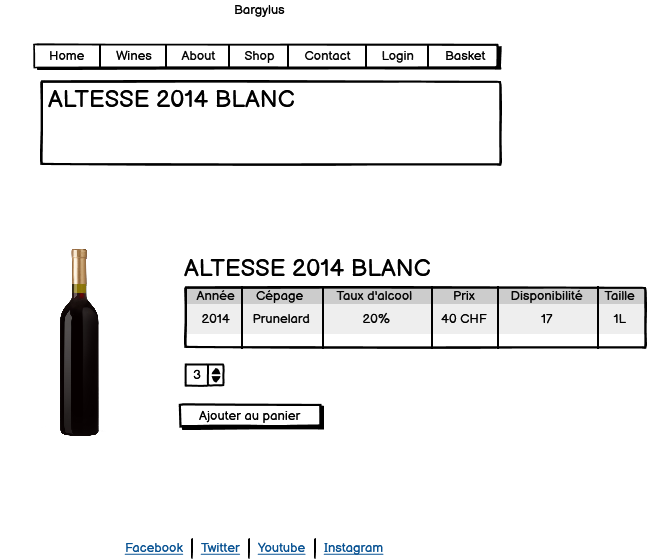 Bargylus
Home Wines About Shop Contact Login Basket
ALTESSE 2014 BLANC
ALTESSE 2014 BLANC
Année Cépage Taux d'alcool Prix Disponibilité Taille
2014 Prunelard 20% 40 CHF 17 1L
3
Ajouter au panier
Facebook Twitter Youtube Instagram